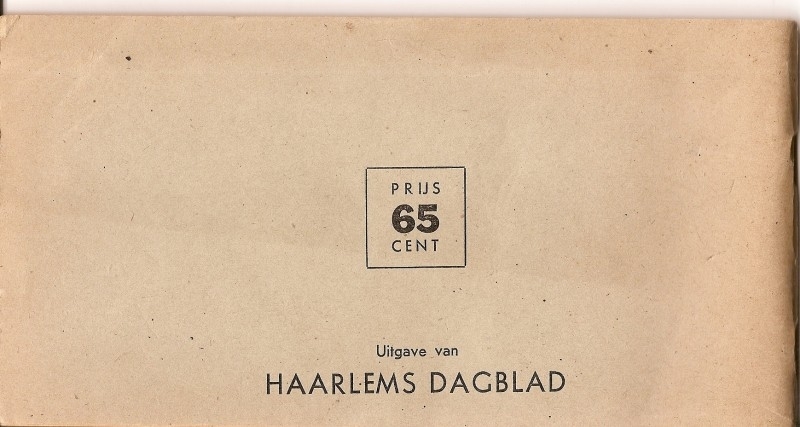 PRIJS
65
CENT
Uitgave van
HAARLEMS DAGBLAD